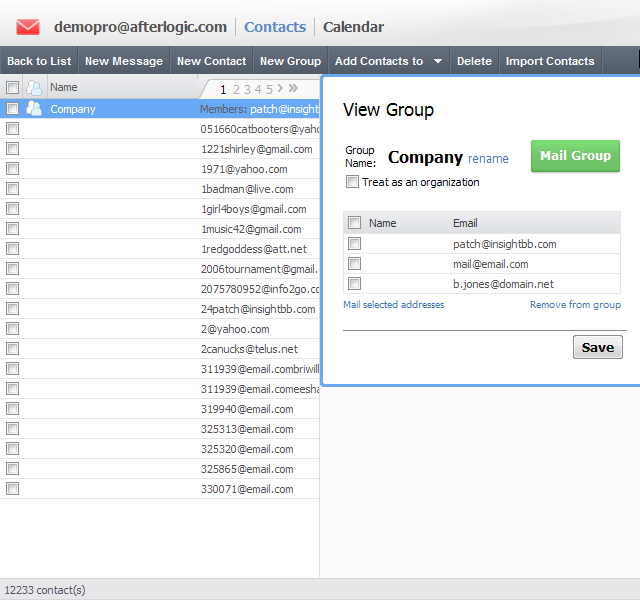 demopro@afterlogic.com Contacts Calendar
Back to List New Message New Contact New Group Add Contacts to Delete Import Contacts
Name 1 2 3 4 5
Company Members: patch@insight
051660catbooters@yaho
1221shirley@gmail.com
1971@yahoo.com
1badman@live.com
1girl4boys@gmail.com
1music42@gmail.com
1redgoddess@att.net
2006tournament@gmail.
2075780952@info2go.co
24patch@insightbb.com
2@yahoo.com
2canucks@telus.net
311939@email.combriwill
311939@email.comeesha
319940@email.com
325313@email.com
325320@email.com
325865@email.com
330071@email.com
View Group
Group
Name: Company rename Mail Group
Treat as an organization
Name Email
patch@insightbb.com
mail@email.com
b.jones@domain.net
Mail selected addresses Remove from group
Save
12233 contact(s)